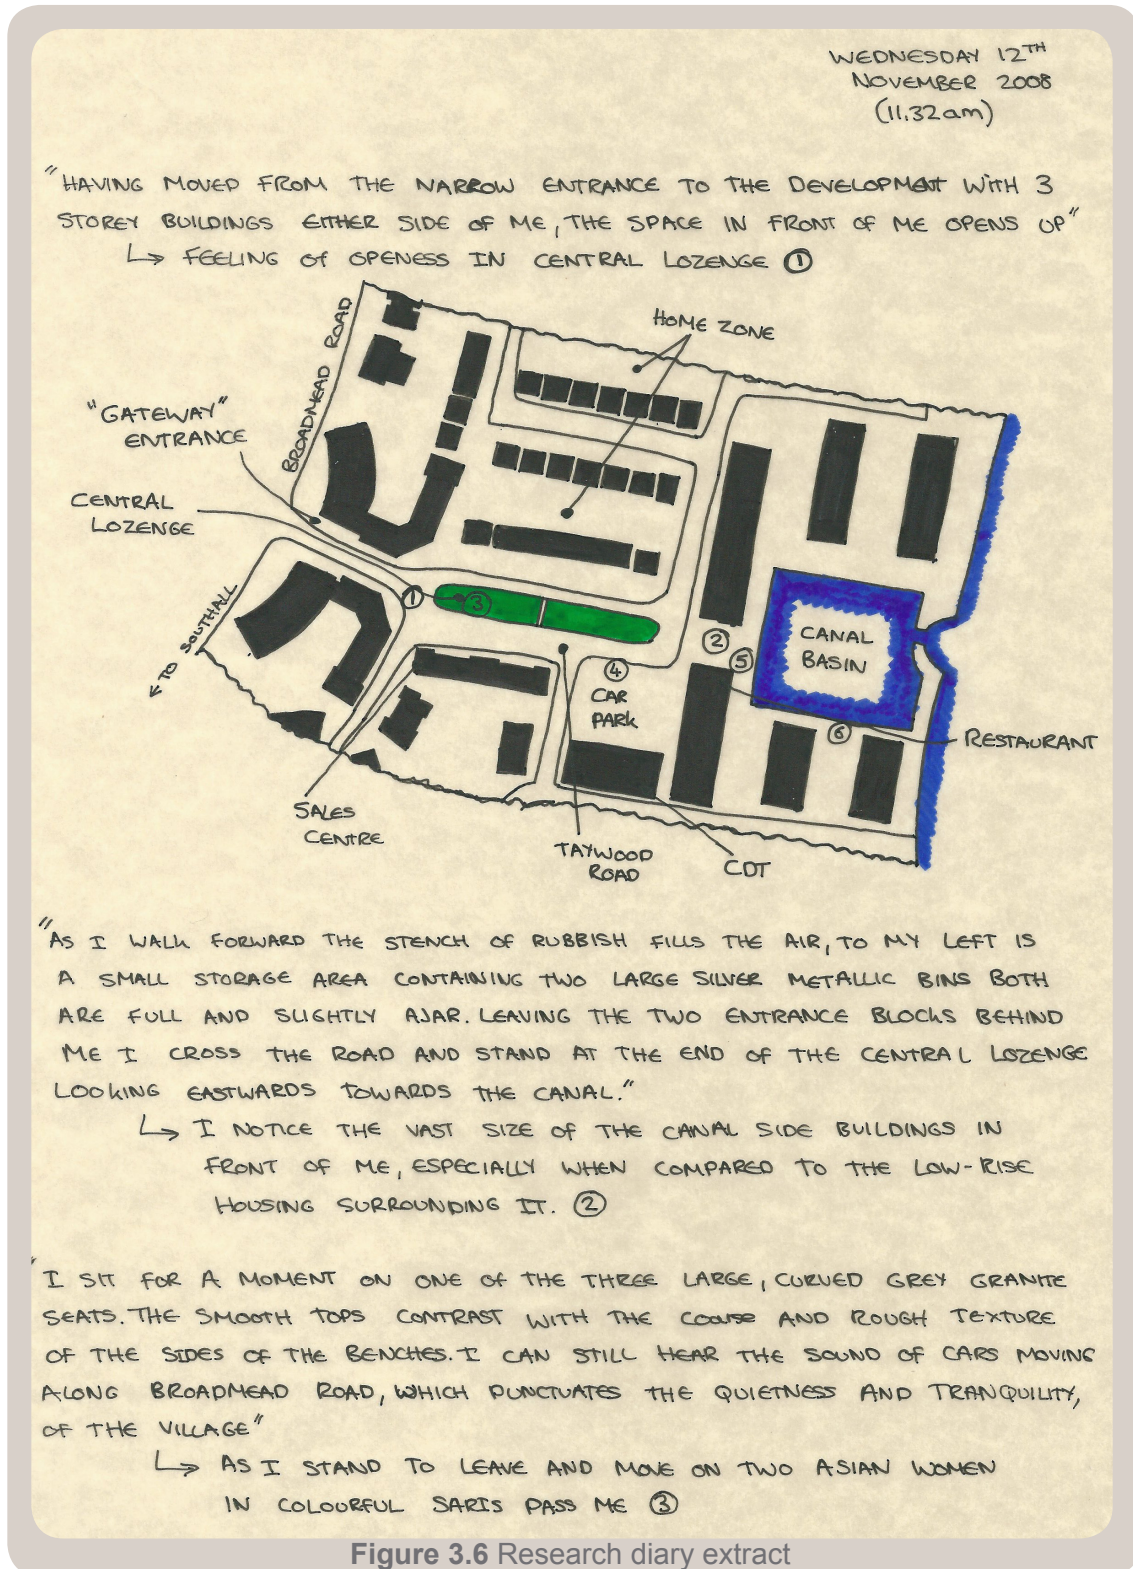 WEDNESDAY 12TH
NOVEMBER 2008
(11.32am)
"HAVING MOVED FROM THE NARROW ENTRANCE TO THE DEVELOPMENT WITH 3
STOREY BUILDINGS EITHER SIDE OF ME, THE SPACE IN FRONT OF ME OPENS UP"
↳ FEELING OF OPENESS IN CENTRAL LOZENGE ①
HOME ZONE
BROADMEAD ROAD
"GATEWAY"
ENTRANCE
CENTRAL
LOZENGE
← TO SOUTHALL
①
③
②
⑤
④
CAR
PARK
CANAL
BASIN
⑥
RESTAURANT
SALES
CENTRE
TAYWOOD
ROAD
CDT
"AS I WALK FORWARD THE STENCH OF RUBBISH FILLS THE AIR, TO MY LEFT IS
A SMALL STORAGE AREA CONTAINING TWO LARGE SILVER METALLIC BINS BOTH
ARE FULL AND SLIGHTLY AJAR. LEAVING THE TWO ENTRANCE BLOCKS BEHIND
ME I CROSS THE ROAD AND STAND AT THE END OF THE CENTRAL LOZENGE
LOOKING EASTWARDS TOWARDS THE CANAL."
↳ I NOTICE THE VAST SIZE OF THE CANAL SIDE BUILDINGS IN
FRONT OF ME, ESPECIALLY WHEN COMPARED TO THE LOW-RISE
HOUSING SURROUNDING IT. ②
"I SIT FOR A MOMENT ON ONE OF THE THREE LARGE, CURVED GREY GRANITE
SEATS. THE SMOOTH TOPS CONTRAST WITH THE COURSE AND ROUGH TEXTURE
OF THE SIDES OF THE BENCHES. I CAN STILL HEAR THE SOUND OF CARS MOVING
ALONG BROADMEAD ROAD, WHICH PUNCTUATES THE QUIETNESS AND TRANQUILITY,
OF THE VILLAGE"
↳ AS I STAND TO LEAVE AND MOVE ON TWO ASIAN WOMEN
IN COLOURFUL SARIS PASS ME ③
Figure 3.6 Research diary extract